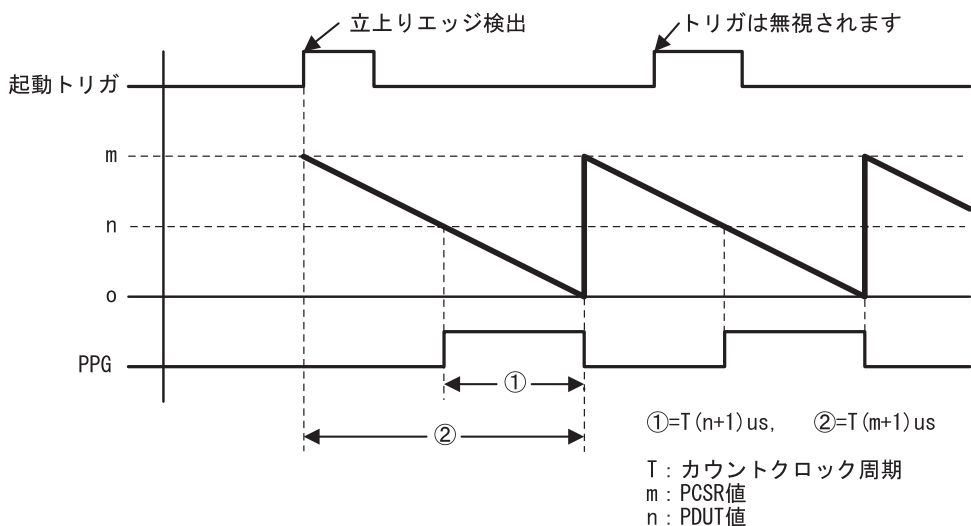 立上りエッジ検出
トリガは無視されます
起動トリガ
m
n
o
PPG
①
②
①=T(n+1)us,　②=T(m+1)us
T：カウントクロック周期
m：PCSR値
n：PDUT値